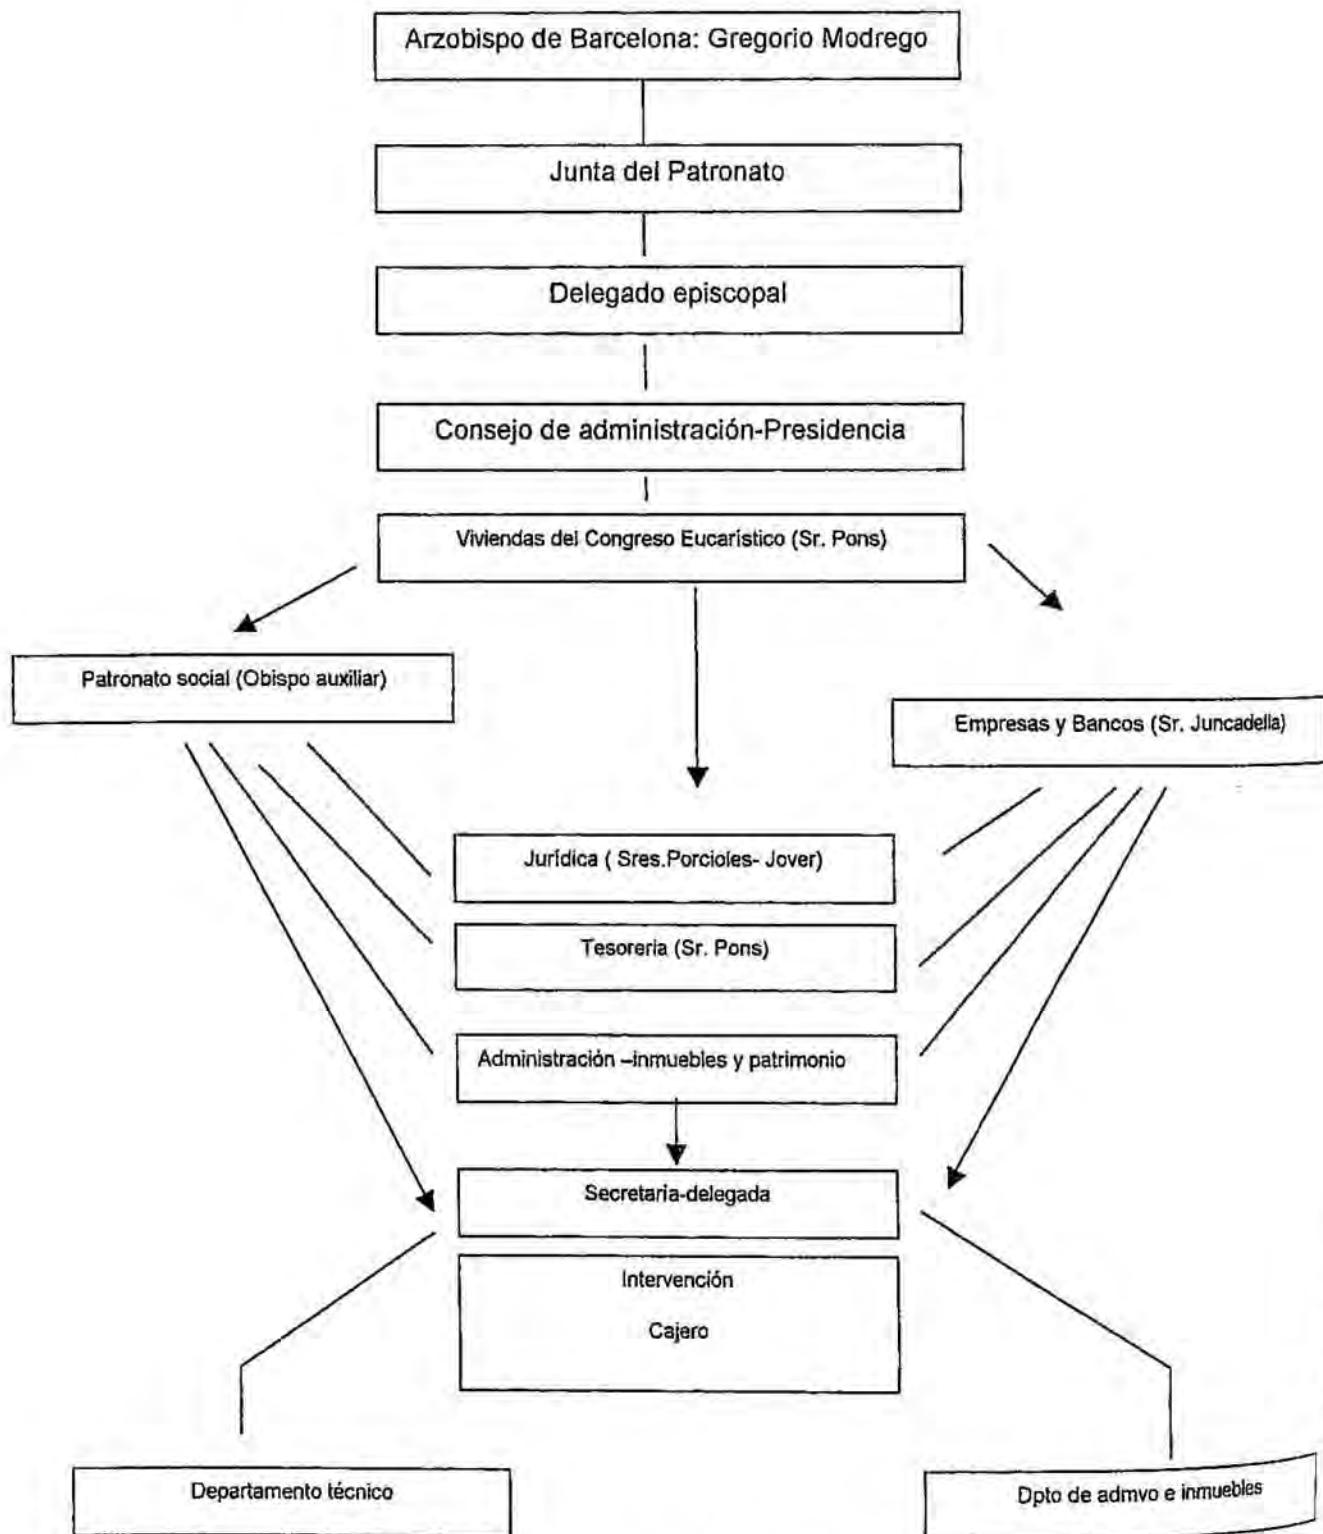 Arzobispo de Barcelona: Gregorio Modrego
Junta del Patronato
Delegado episcopal
Consejo de administración-Presidencia
Viviendas del Congreso Eucarístico (Sr. Pons)
Patronato social (Obispo auxiliar)
Empresas y Bancos (Sr. Juncadella)
Jurídica ( Sres.Porcioles- Jover)
Tesoreria (Sr. Pons)
Administración –inmuebles y patrimonio
Secretaria-delegada
Intervención
Cajero
Departamento técnico
Dpto de admvo e inmuebles